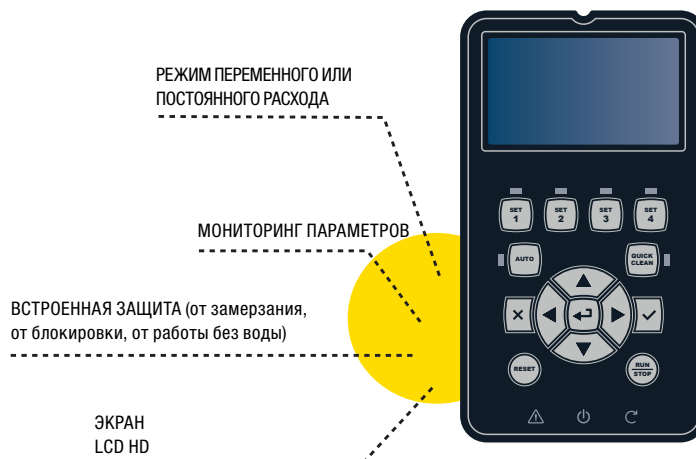 РЕЖИМ ПЕРЕМЕННОГО ИЛИ
ПОСТОЯННОГО РАСХОДА
МОНИТОРИНГ ПАРАМЕТРОВ
ВСТРОЕННАЯ ЗАЩИТА (от замерзания,
от блокировки, от работы без воды)
ЭКРАН
LCD HD
SET
1
SET
2
SET
3
SET
4
AUTO
QUICK
CLEAN
RESET
RUN
STOP